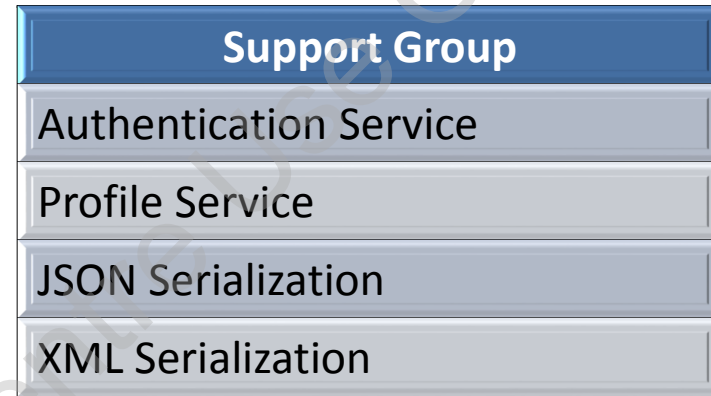 Support Group
Authentication Service
Profile Service
JSON Serialization
XML Serialization